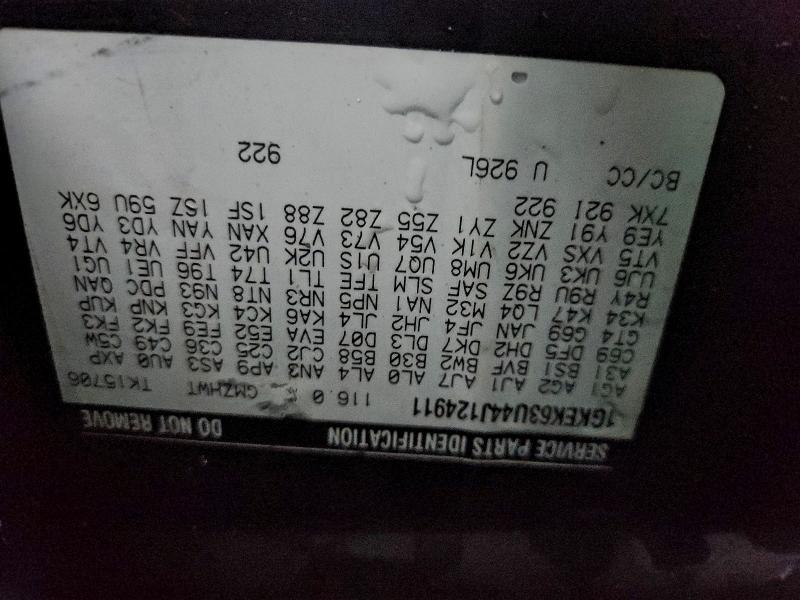 SERVICE PARTS IDENTIFICATION DO NOT REMOVE
1GKEK63U44J124911
116.0 GMZHWT TK15706
AG1 AG2 AJ1 AJ7 AL0 AL4 AN3 AP9 AS3 AU0 AXP
A31 BS1 BVF BW2 B30 B58 CJ2 C25 C36 C49 C5W
C69 DF5 DH2 DK7 DL3 D07 EVA E52 FE9 FK2 FK3
GT4 G69 JAN JF4 JH2 JL4 KA6 KC4 KG3 KNP KUP
K34 K47 LQ4 M32 NA1 NP5 NR3 NT8 N93 PDC QAN
R4Y R9U R9Z SAF SLM TFE TL1 T74 T96 UE1 UG1
UJ6 UK3 UK6 UM8 UQ7 U1S U2K U42 VFF VR4 VT4
VT5 VXS VZ2 V1K V54 V73 V76 XAN YAN YD3 YD6
YE9 Y91 ZNK ZY1 Z55 Z82 Z88 1SF 1SZ 59U 6XK
7XK 921 922
BC/CC U 926L 922